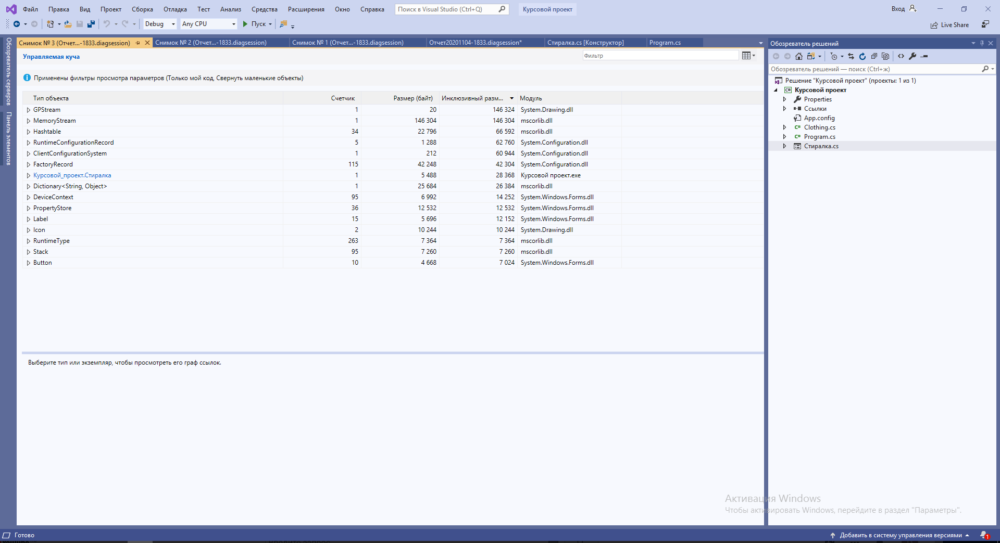 Файл Правка Вид Проект Сборка Отладка Тест Анализ Средства Расширения Окно Справка Поиск в Visual Studio (Ctrl+Q) Курсовой проект Вход
Debug Any CPU Пуск Live Share
Обозреватель серверов
Панель элементов
Снимок № 3 (Отчет...-1833.diagsession) Снимок № 2 (Отчет...-1833.diagsession) Снимок № 1 (Отчет...-1833.diagsession) Отчет20201104-1833.diagsession* Стиралка.cs [Конструктор] Program.cs
Управляемая куча Фильтр
Применены фильтры просмотра параметров (Только мой код, Свернуть маленькие объекты)
Тип объекта Счетчик Размер (байт) Инклюзивный разм... Модуль
GPStream 1 20 146 324 System.Drawing.dll
MemoryStream 1 146 304 146 304 mscorlib.dll
Hashtable 34 22 796 66 592 mscorlib.dll
RuntimeConfigurationRecord 5 1 288 62 760 System.Configuration.dll
ClientConfigurationSystem 1 212 60 944 System.Configuration.dll
FactoryRecord 115 42 248 42 304 System.Configuration.dll
Курсовой_проект.Стиралка 1 5 488 28 368 Курсовой проект.exe
Dictionary<String, Object> 1 25 684 26 384 mscorlib.dll
DeviceContext 95 6 992 14 252 System.Windows.Forms.dll
PropertyStore 36 12 532 12 532 System.Windows.Forms.dll
Label 15 5 696 12 152 System.Windows.Forms.dll
Icon 2 10 244 10 244 System.Drawing.dll
RuntimeType 263 7 364 7 364 mscorlib.dll
Stack 95 7 260 7 260 mscorlib.dll
Button 10 4 668 7 024 System.Windows.Forms.dll
Выберите тип или экземпляр, чтобы просмотреть его граф ссылок.
Обозреватель решений
Обозреватель решений — поиск (Ctrl+ж)
Решение "Курсовой проект" (проекты: 1 из 1)
C# Курсовой проект
Properties
Ссылки
App.config
C# Clothing.cs
C# Program.cs
Стиралка.cs
Активация Windows
Чтобы активировать Windows, перейдите в раздел "Параметры".
Готово Добавить в систему управления версиями 1